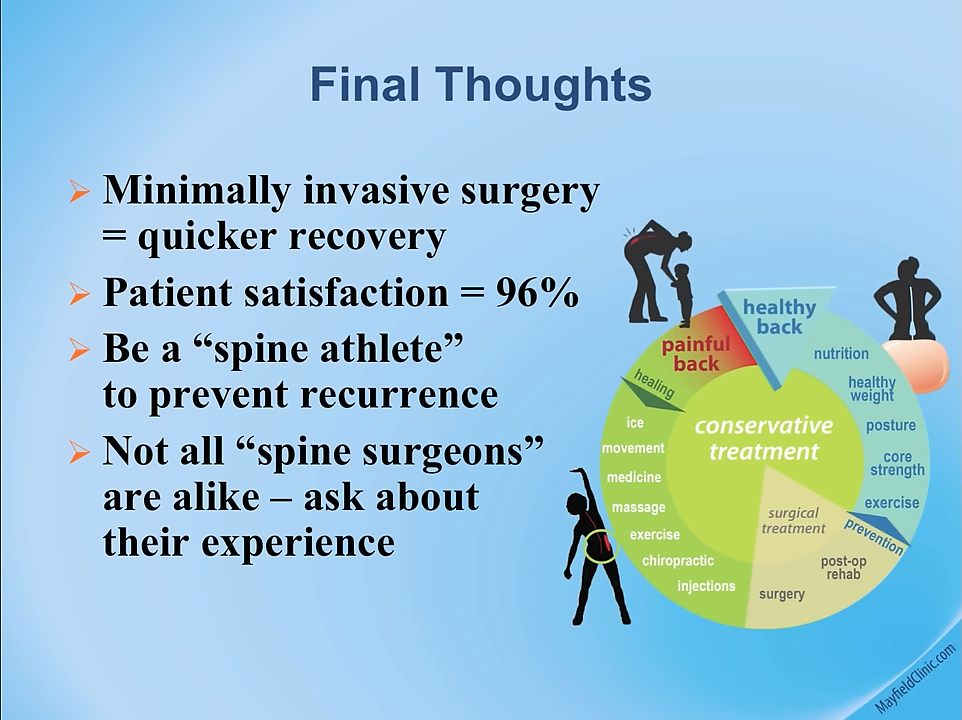 Final Thoughts
Minimally invasive surgery
= quicker recovery
Patient satisfaction = 96%
Be a “spine athlete”
to prevent recurrence
Not all “spine surgeons”
are alike – ask about
their experience
healthy
back
painful
back
healing
ice
movement
medicine
massage
exercise
chiropractic
injections
conservative
treatment
surgical
treatment
surgery
post-op
rehab
prevention
nutrition
healthy
weight
posture
core
strength
exercise
MayfieldClinic.com